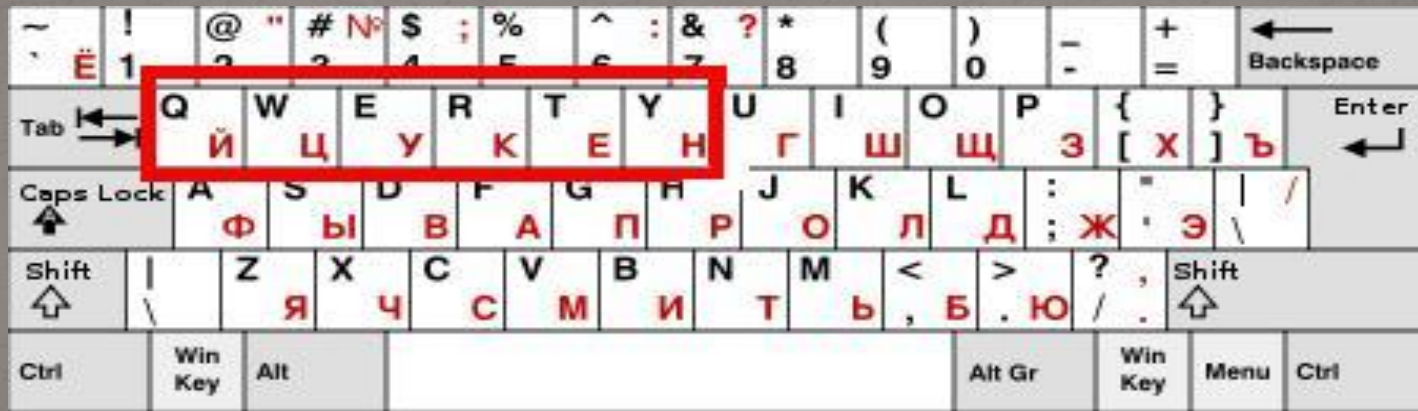 ~ ! @ " # № $ ; % ^ : & ? * ( ) _ +
` Ё 1 2 3 4 5 6 7 8 9 0 - = Backspace
Tab Q Й W Ц E У R К T Е Y Н U Г I Ш O Щ P З { [ Х } ] Ъ Enter
Caps Lock A Ф S Ы D В F А G П H Р J О K Л L Д : ; Ж " ' Э | \ /
Shift | \ Z Я X Ч C С V М B И N Т M Ь < , Б > . Ю ? / , . Shift
Ctrl Win Key Alt Alt Gr Win Key Menu Ctrl